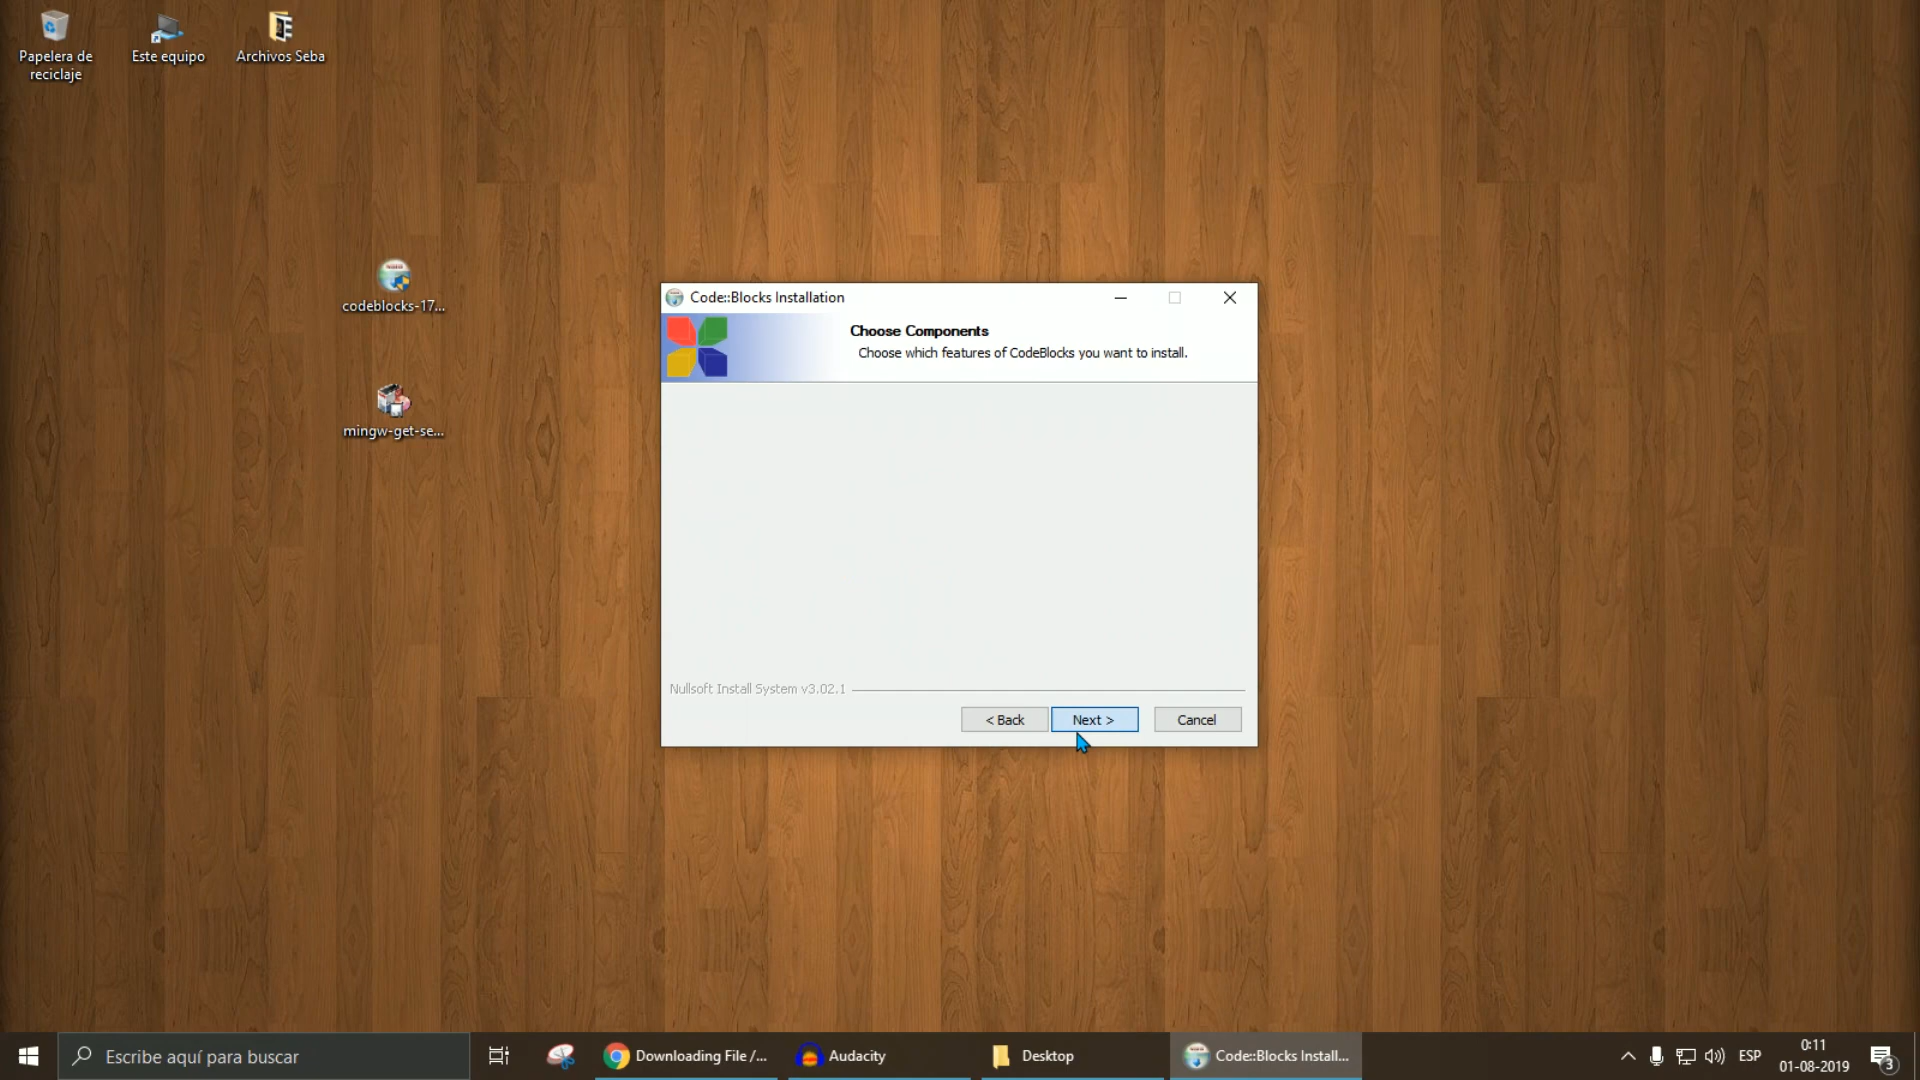 Papelera de
reciclaje
Este equipo
Archivos Seba
codeblocks-17...
mingw-get-se...
Code::Blocks Installation
Choose Components
Choose which features of CodeBlocks you want to install.
Nullsoft Install System v3.02.1
< Back
Next >
Cancel
Escribe aquí para buscar
Downloading File /...
Audacity
Desktop
Code::Blocks Install...
ESP
0:11
01-08-2019
3